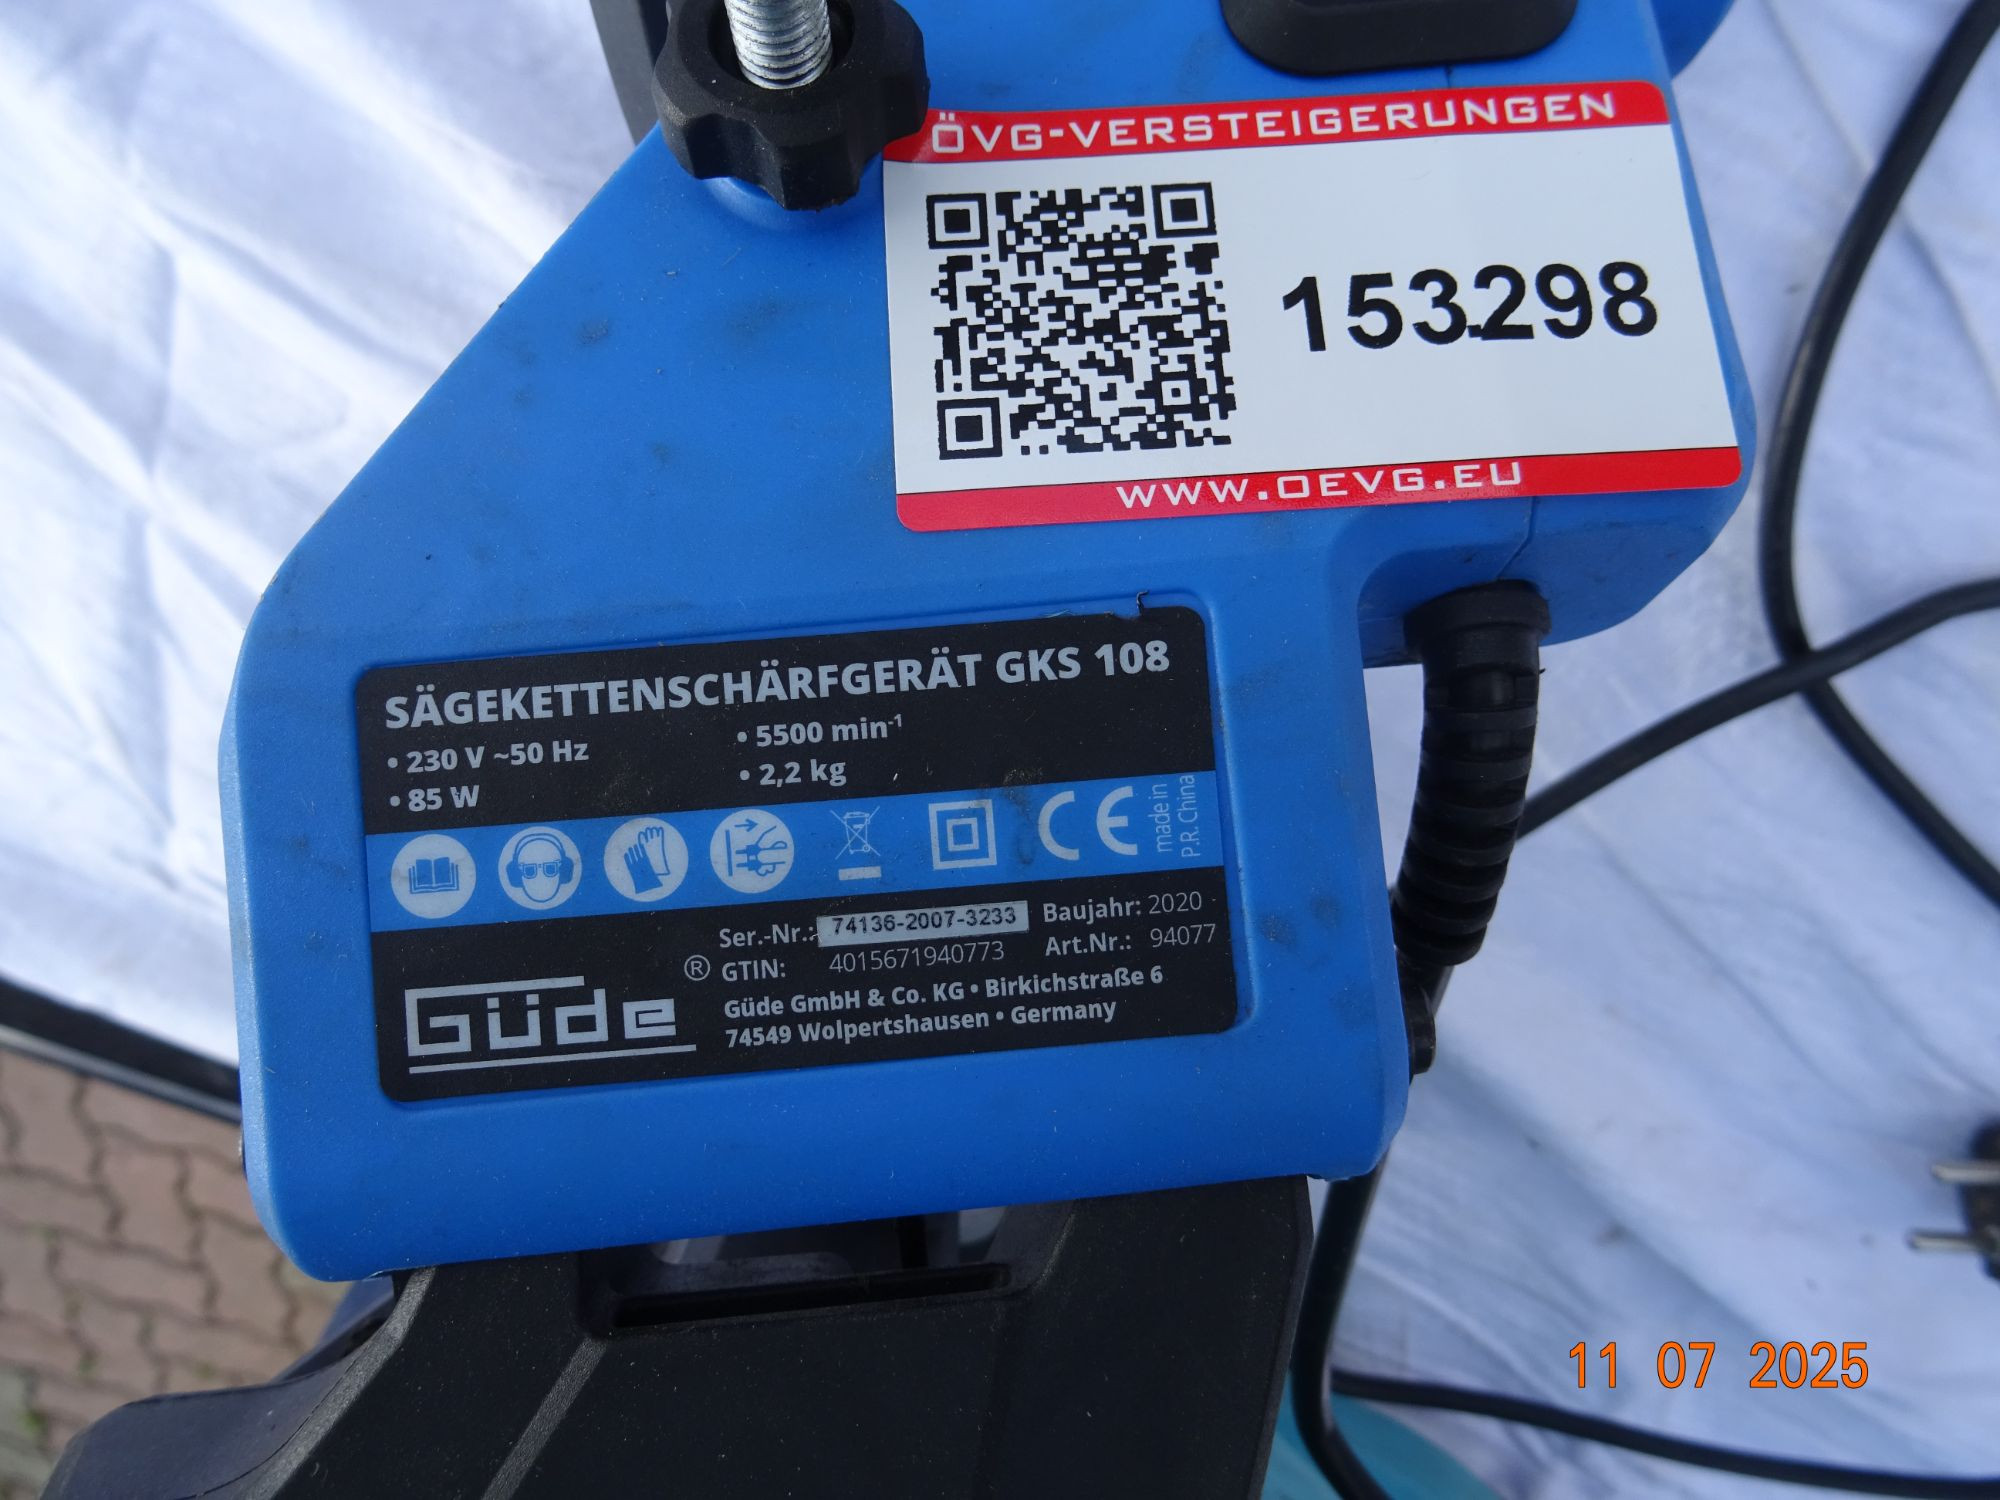 ÖVG-VERSTEIGERUNGEN
153298
WWW.OEVG.EU
SÄGEKETTENSCHÄRFGERÄT GKS 108
• 230 V ~50 Hz
• 85 W
• 5500 min⁻¹
• 2,2 kg
CE
made in
P.R. China
Ser.-Nr.: 74136-2007-3233
Baujahr: 2020
GTIN: 4015671940773
Art.Nr.: 94077
Güde ®
Güde GmbH & Co. KG • Birkichstraße 6
74549 Wolpertshausen • Germany
11 07 2025